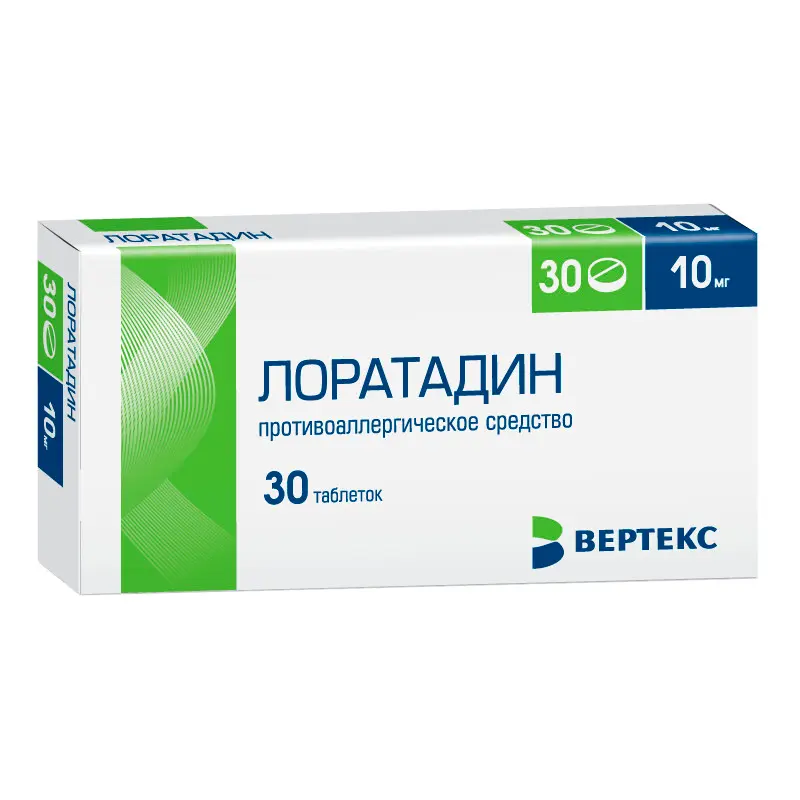 ЛОРАТАДИН
30
10 мг
30
10 мг
30
ЛОРАТАДИН
10 мг
ЛОРАТАДИН
противоаллергическое средство
30 таблеток
ВЕРТЕКС